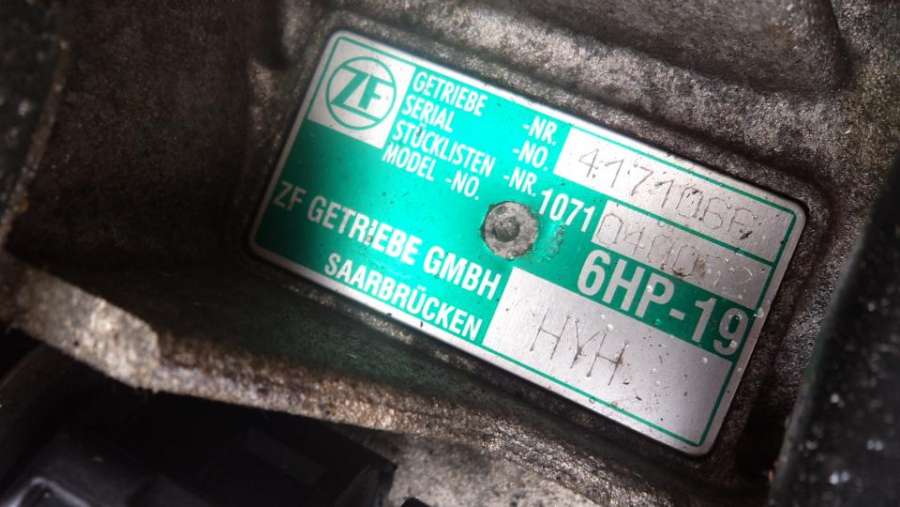 ZF
GETRIEBE -NR.
SERIAL -NO. 4171066
STÜCKLISTEN -NR. 1071
MODEL -NO.
ZF GETRIEBE GMBH
SAARBRÜCKEN
6HP-19
HYH